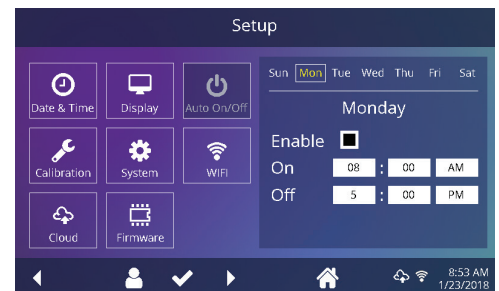 Setup
Date & Time
Display
Auto On/Off
Calibration
System
WIFI
Cloud
Firmware
Sun Mon Tue Wed Thu Fri Sat
Monday
Enable
On 08 : 00 AM
Off 5 : 00 PM
8:53 AM
1/23/2018